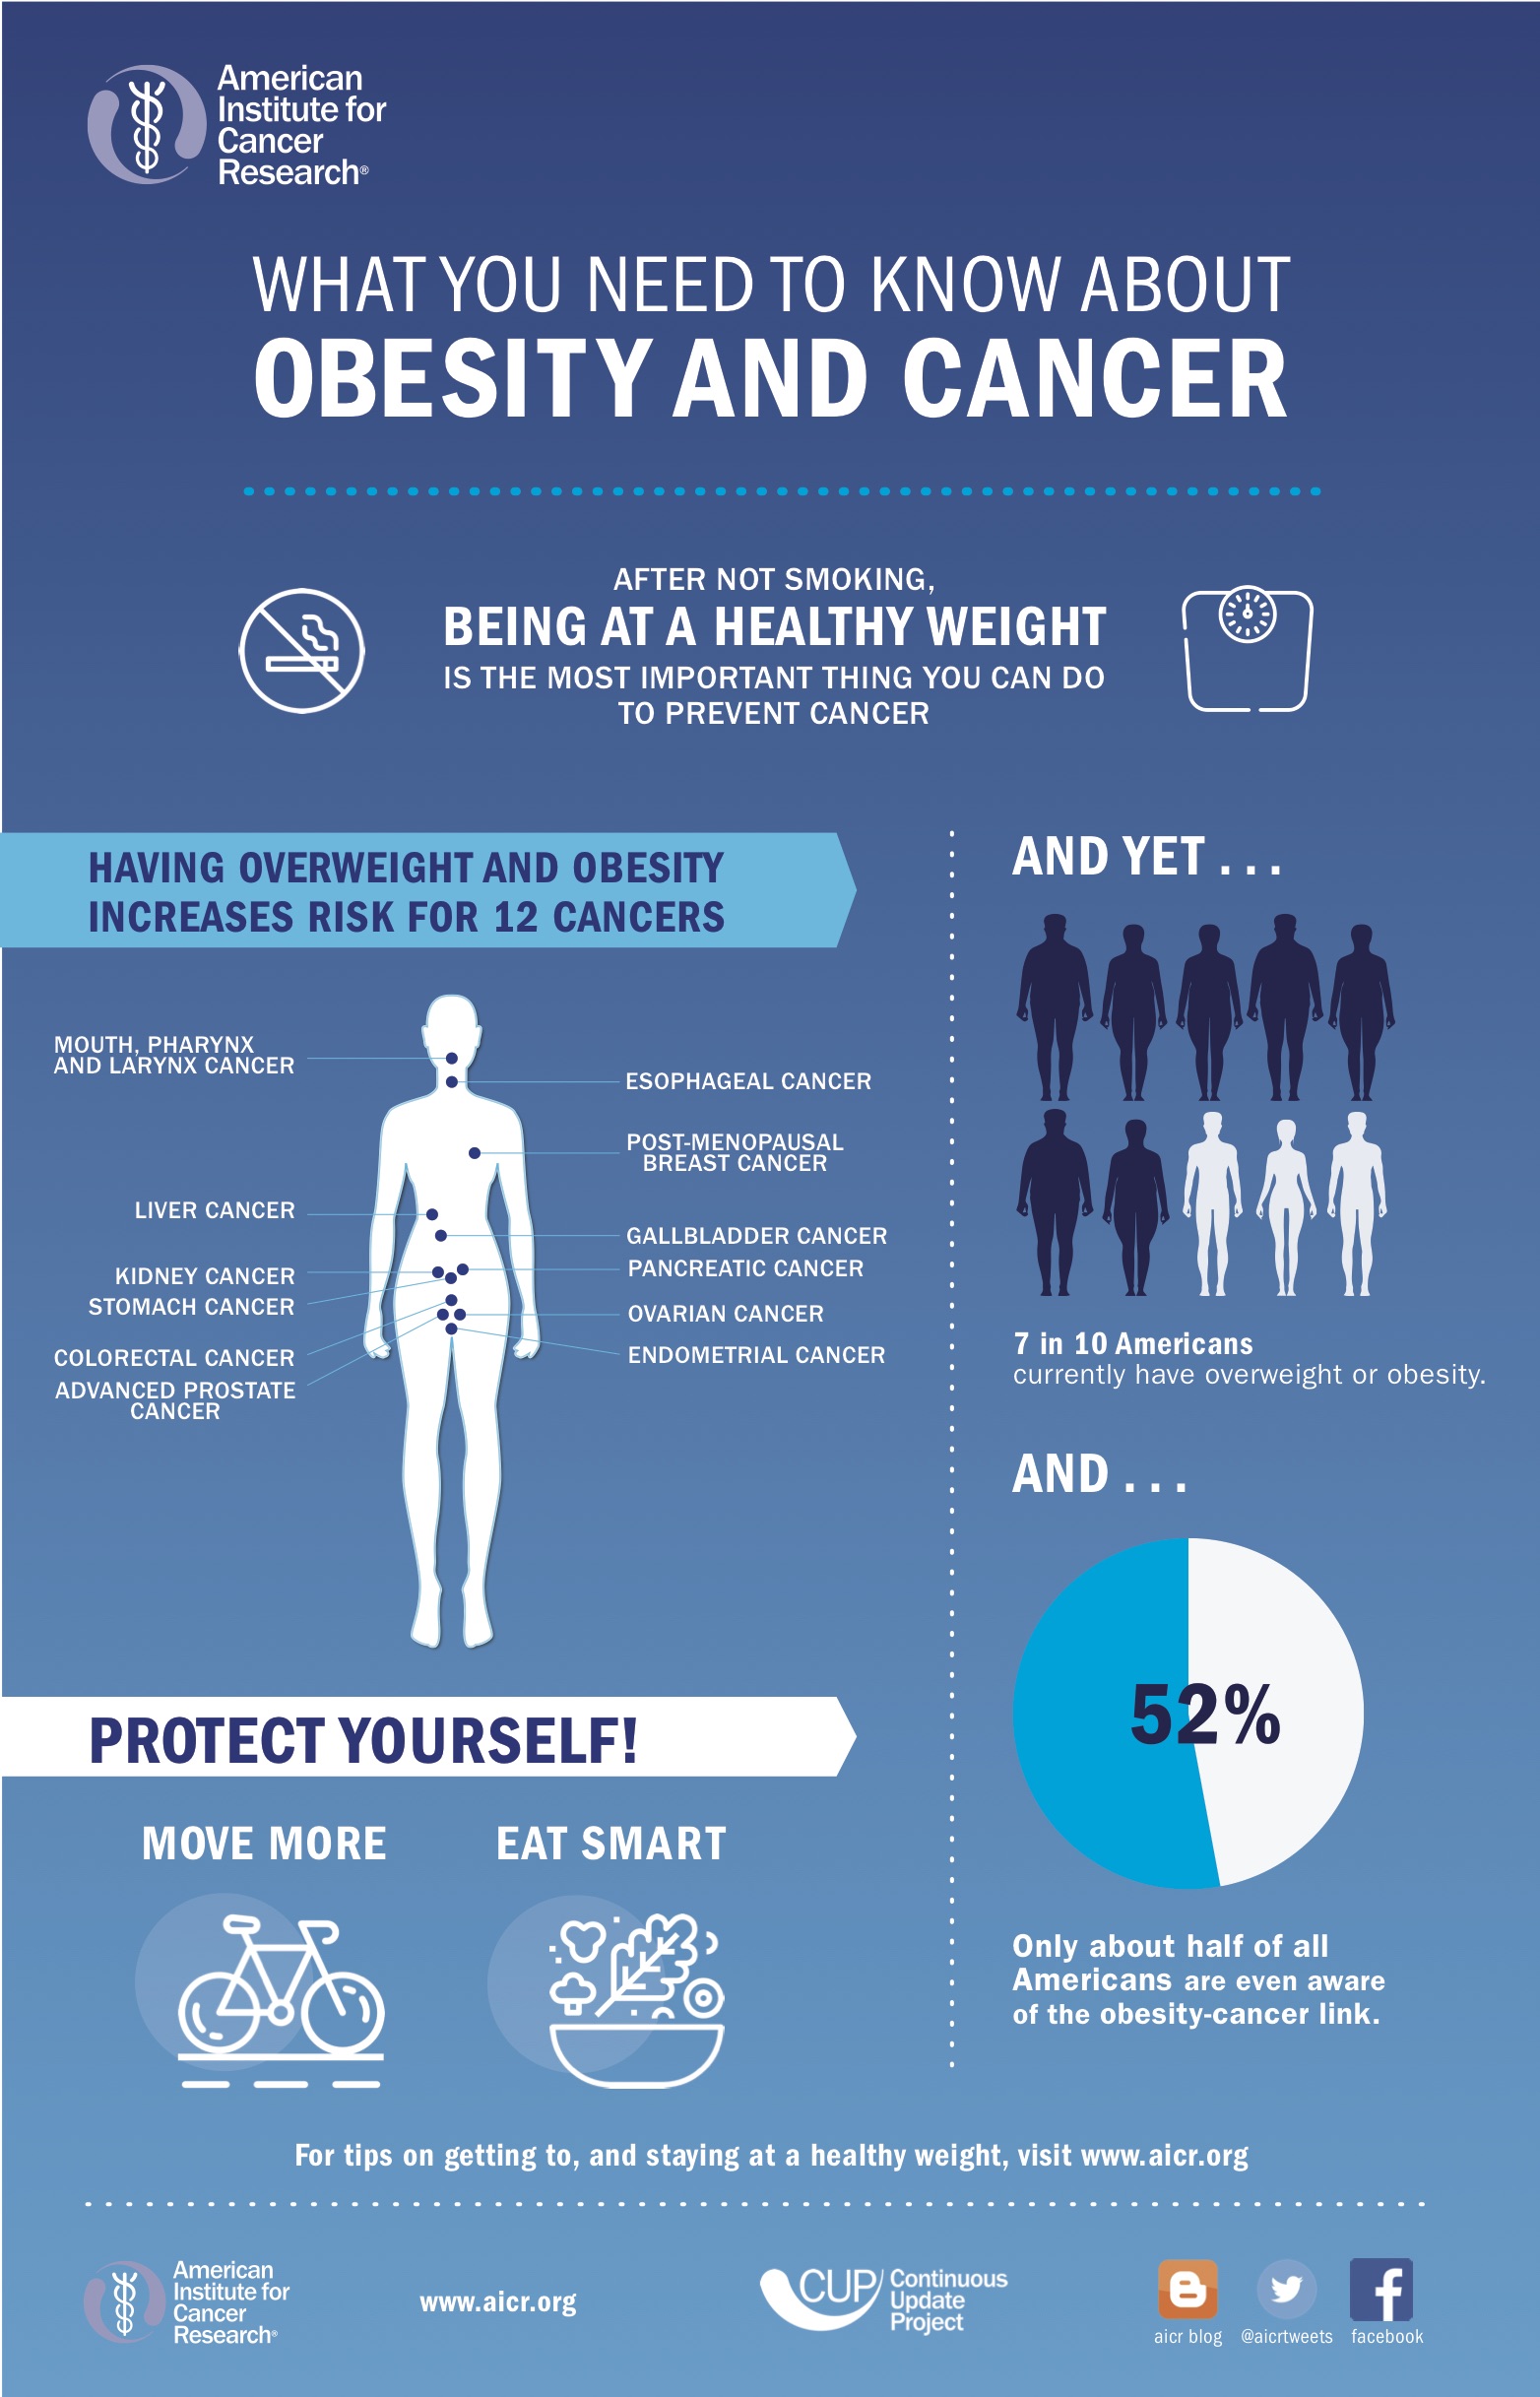 American
Institute for
Cancer
Research®
WHAT YOU NEED TO KNOW ABOUT
OBESITY AND CANCER
AFTER NOT SMOKING,
BEING AT A HEALTHY WEIGHT
IS THE MOST IMPORTANT THING YOU CAN DO
TO PREVENT CANCER
HAVING OVERWEIGHT AND OBESITY
INCREASES RISK FOR 12 CANCERS
MOUTH, PHARYNX
AND LARYNX CANCER
LIVER CANCER
KIDNEY CANCER
STOMACH CANCER
COLORECTAL CANCER
ADVANCED PROSTATE
CANCER
ESOPHAGEAL CANCER
POST-MENOPAUSAL
BREAST CANCER
GALLBLADDER CANCER
PANCREATIC CANCER
OVARIAN CANCER
ENDOMETRIAL CANCER
AND YET . . .
7 in 10 Americans
currently have overweight or obesity.
AND . . .
52%
Only about half of all
Americans are even aware
of the obesity-cancer link.
PROTECT YOURSELF!
MOVE MORE
EAT SMART
For tips on getting to, and staying at a healthy weight, visit www.aicr.org
American
Institute for
Cancer
Research®
www.aicr.org
CUP
Continuous
Update
Project
aicr blog
@aicrtweets
facebook